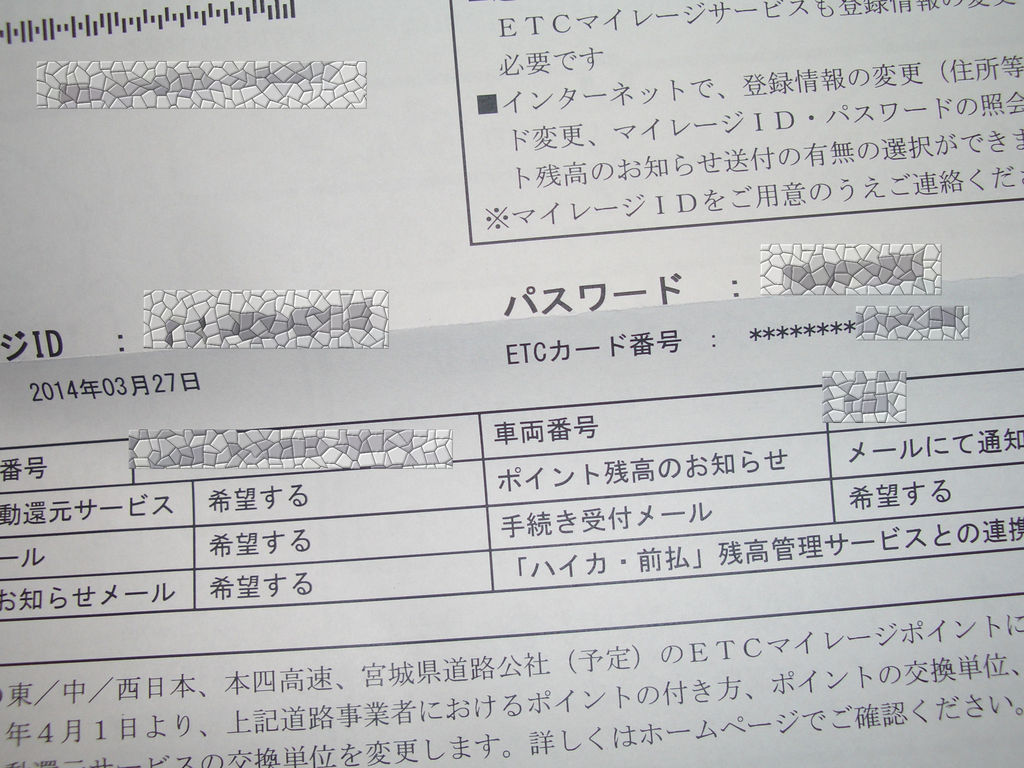 ETCマイレージサービスも登録情報の変更
必要です
■インターネットで、登録情報の変更（住所等
ド変更、マイレージID・パスワードの照会
ト残高のお知らせ送付の有無の選択ができま
※マイレージIDをご用意のうえご連絡くださ
ジID :
パスワード :
ETCカード番号 : ********
2014年03月27日
番号
車両番号
動還元サービス 希望する
ポイント残高のお知らせ メールにて通知
ール 希望する
手続き受付メール 希望する
お知らせメール 希望する
「ハイカ・前払」残高管理サービスとの連携
東／中／西日本、本四高速、宮城県道路公社（予定）のETCマイレージポイントに
年4月1日より、上記道路事業者におけるポイントの付き方、ポイントの交換単位、
動還元サービスの交換単位を変更します。詳しくはホームページでご確認ください。